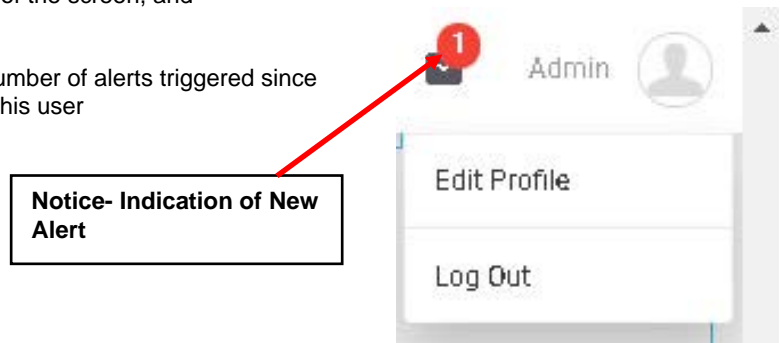 of the screen, and
umber of alerts triggered since
his user
Notice- Indication of New
Alert
1
Admin
Edit Profile
Log Out